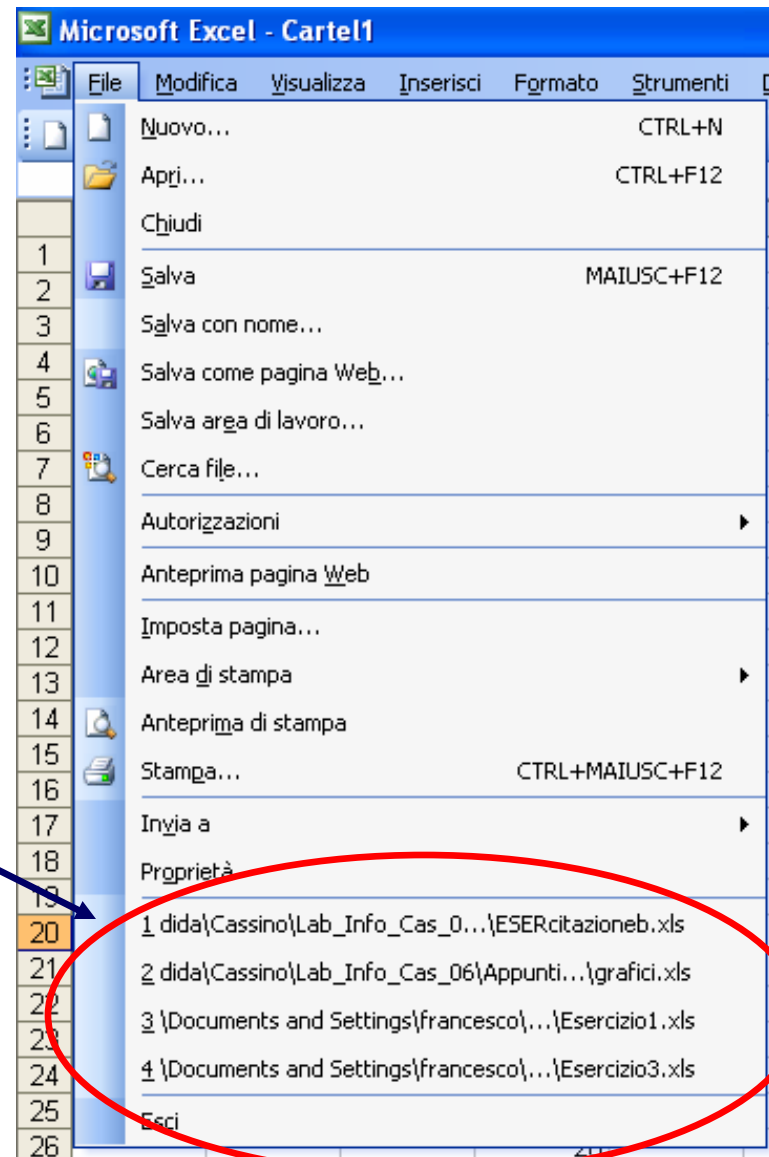 Microsoft Excel - Cartel1
File Modifica Visualizza Inserisci Formato Strumenti
Nuovo... CTRL+N
Apri... CTRL+F12
Chiudi
1
Salva MAIUSC+F12
2
3 Salva con nome...
4 Salva come pagina Web...
5
6 Salva area di lavoro...
7 Cerca file...
8
Autorizzazioni
9
10 Anteprima pagina Web
11
Imposta pagina...
12
13 Area di stampa
14 Anteprima di stampa
15
Stampa... CTRL+MAIUSC+F12
16
17 Invia a
18 Proprietà
19
20 1 dida\Cassino\Lab_Info_Cas_0...\ESERcitazioneb.xls
21 2 dida\Cassino\Lab_Info_Cas_06\Appunti...\grafici.xls
22
23 3 \Documents and Settings\francesco\...\Esercizio1.xls
24 4 \Documents and Settings\francesco\...\Esercizio3.xls
25 Esci
26